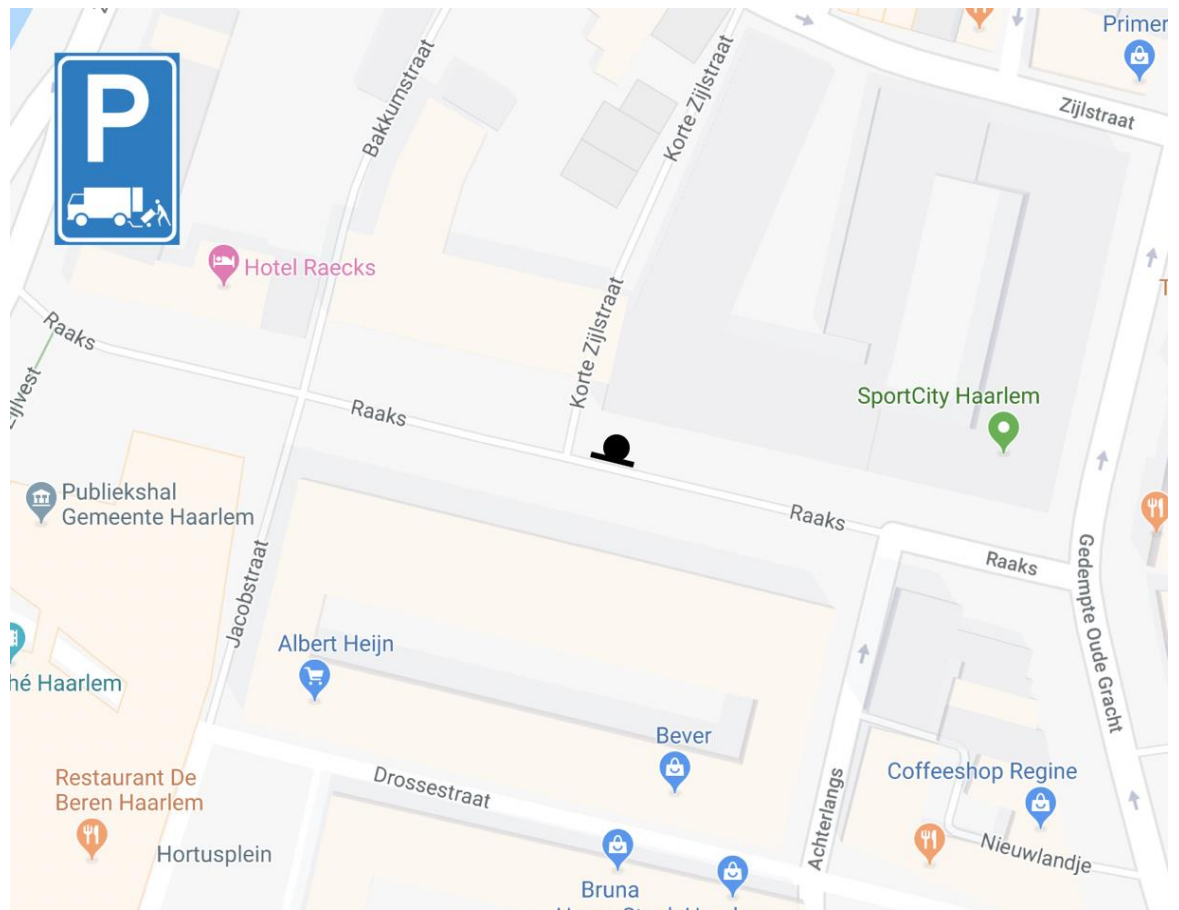 Primer
P
Bakkumstraat
Korte Zijlstraat
Zijlstraat
Hotel Raecks
Korte Zijlstraat
Raaks
Raaks
SportCity Haarlem
Publiekshal
Gemeente Haarlem
Raaks
Raaks
Jacobstraat
Gedempte Oude Gracht
Albert Heijn
hé Haarlem
Bever
Restaurant De
Beren Haarlem
Drossestraat
Coffeeshop Regine
Achterlangs
Hortusplein
Nieuwlandje
Bruna